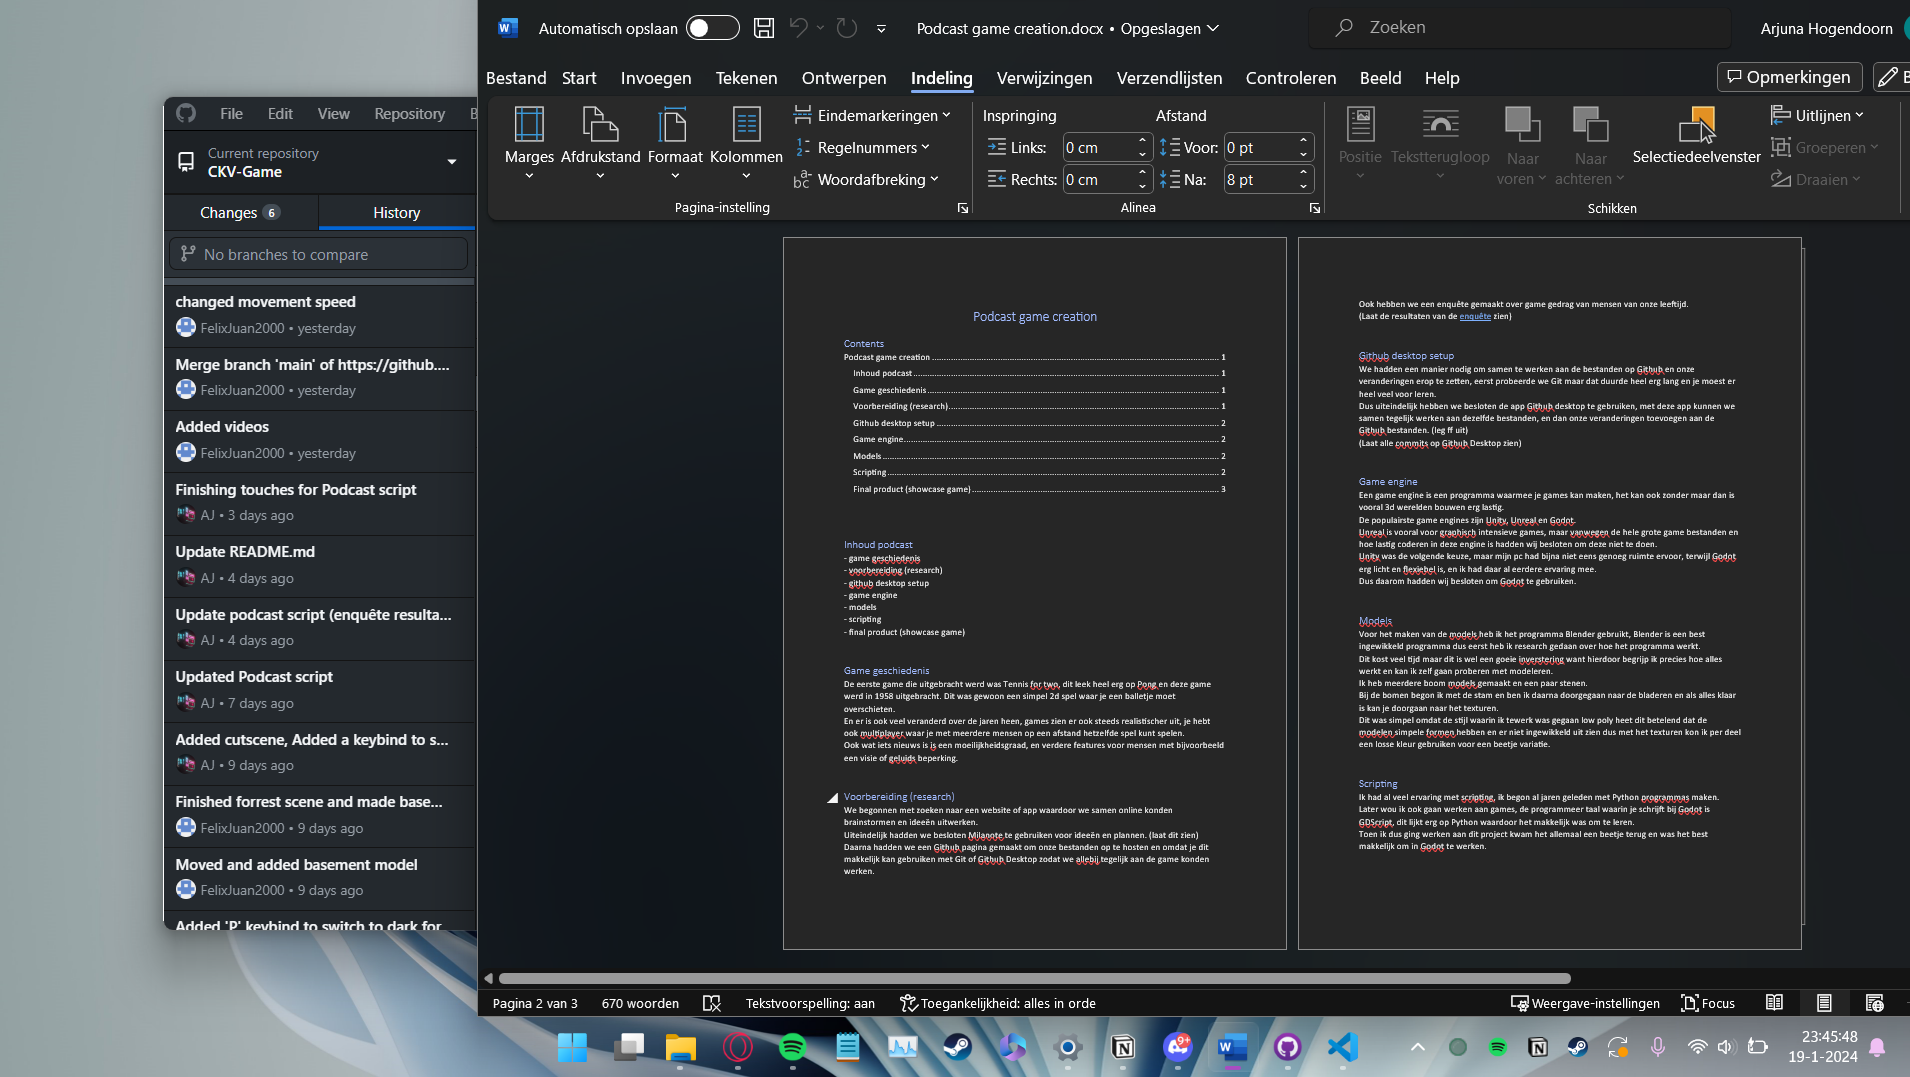 File Edit View Repository B
Current repository
CKV-Game
Changes 6 History
No branches to compare
changed movement speed
FelixJuan2000 • yesterday
Merge branch 'main' of https://github....
FelixJuan2000 • yesterday
Added videos
FelixJuan2000 • yesterday
Finishing touches for Podcast script
AJ • 3 days ago
Update README.md
AJ • 4 days ago
Update podcast script (enquête resulta...
AJ • 4 days ago
Updated Podcast script
AJ • 7 days ago
Added cutscene, Added a keybind to s...
AJ • 9 days ago
Finished forrest scene and made base...
FelixJuan2000 • 9 days ago
Moved and added basement model
FelixJuan2000 • 9 days ago
Added 'P' keybind to switch to dark for
Automatisch opslaan Podcast game creation.docx • Opgeslagen Zoeken Arjuna Hogendoorn
Bestand Start Invoegen Tekenen Ontwerpen Indeling Verwijzingen Verzendlijsten Controleren Beeld Help Opmerkingen B
Marges Afdrukstand Formaat Kolommen
Eindemarkeringen
Regelnummers
Woordafbreking
Pagina-instelling
Inspringing Afstand
Links: 0 cm Voor: 0 pt
Rechts: 0 cm Na: 8 pt
Alinea
Positie Tekstterugloop Naar voren Naar achteren Selectiedeelvenster
Uitlijnen
Groeperen
Draaien
Schikken
Podcast game creation
Contents
Podcast game creation 1
Inhoud podcast 1
Game geschiedenis 1
Voorbereiding (research) 1
Github desktop setup 2
Game engine 2
Models 2
Scripting 2
Final product (showcase game) 3
Inhoud podcast
- game geschiedenis
- voorbereiding (research)
- github desktop setup
- game engine
- models
- scripting
- final product (showcase game)
Game geschiedenis
De eerste game die uitgebracht werd was Tennis for two, dit leek heel erg op Pong en deze game
werd in 1958 uitgebracht. Dit was gewoon een simpel 2d spel waar je een balletje moet
overschieten.
En er is ook veel veranderd over de jaren heen, games zien er ook steeds realistischer uit, je hebt
ook multiplayer waar je met meerdere mensen op een afstand hetzelfde spel kunt spelen.
Ook wat iets nieuws is is een moeilijkheidsgraad, en verdere features voor mensen met bijvoorbeeld
een visie of geluids beperking.
Voorbereiding (research)
We begonnen met zoeken naar een website of app waardoor we samen online konden
brainstormen en ideeën uitwerken.
Uiteindelijk hadden we besloten Milanote te gebruiken voor ideeën en plannen. (laat dit zien)
Daarna hadden we een Github pagina gemaakt om onze bestanden op te hosten en omdat je dit
makkelijk kan gebruiken met Git of Github Desktop zodat we allebij tegelijk aan de game konden
werken.
Ook hebben we een enquête gemaakt over game gedrag van mensen van onze leeftijd.
(Laat de resultaten van de enquête zien)
Github desktop setup
We hadden een manier nodig om samen te werken aan de bestanden op Github en onze
veranderingen erop te zetten, eerst probeerde we Git maar dat duurde heel erg lang en je moest er
heel veel voor leren.
Dus uiteindelijk hebben we besloten de app Github desktop te gebruiken, met deze app kunnen we
samen tegelijk werken aan dezelfde bestanden, en dan onze veranderingen toevoegen aan de
Github bestanden. (leg ff uit)
(Laat alle commits op Github Desktop zien)
Game engine
Een game engine is een programma waarmee je games kan maken, het kan ook zonder maar dan is
vooral 3d werelden bouwen erg lastig.
De populairste game engines zijn Unity, Unreal en Godot.
Unreal is vooral voor graphisch intensieve games, maar vanwegen de hele grote game bestanden en
hoe lastig coderen in deze engine is hadden wij besloten om deze niet te doen.
Unity was de volgende keuze, maar mijn pc had bijna niet eens genoeg ruimte ervoor, terwijl Godot
erg licht en flexiebel is, en ik had daar al eerdere ervaring mee.
Dus daarom hadden wij besloten om Godot te gebruiken.
Models
Voor het maken van de models heb ik het programma Blender gebruikt, Blender is een best
ingewikkeld programma dus eerst heb ik research gedaan over hoe het programma werkt.
Dit kost veel tijd maar dit is wel een goeie inverstering want hierdoor begrijp ik precies hoe alles
werkt en kan ik zelf gaan proberen met modeleren.
Ik heb meerdere boom models gemaakt en een paar stenen.
Bij de bomen begon ik met de stam en ben ik daarna doorgegaan naar de bladeren en als alles klaar
is kan je doorgan naar het texturen.
Dit was simpel omdat de stijl waarin ik tewerk was gegaan low poly heet dit betelend dat de
modelen simpele formen hebben en er niet ingewikkeld uit zien dus met het texturen kon ik per deel
een losse kleur gebruiken voor een beetje variatie.
Scripting
Ik had al veel ervaring met scripting, ik begon al jaren geleden met Python programmas maken.
Later wou ik ook gaan werken aan games, de programmeer taal waarin je schrijft bij Godot is
GDScript, dit lijkt erg op Python waardoor het makkelijk was om te leren.
Toen ik dus ging werken aan dit project kwam het allemaal een beetje terug en was het best
makkelijk om in Godot te werken.
Pagina 2 van 3 670 woorden Tekstvoorspelling: aan Toegankelijkheid: alles in orde Weergave-instellingen Focus
9+
23:45:48
19-1-2024